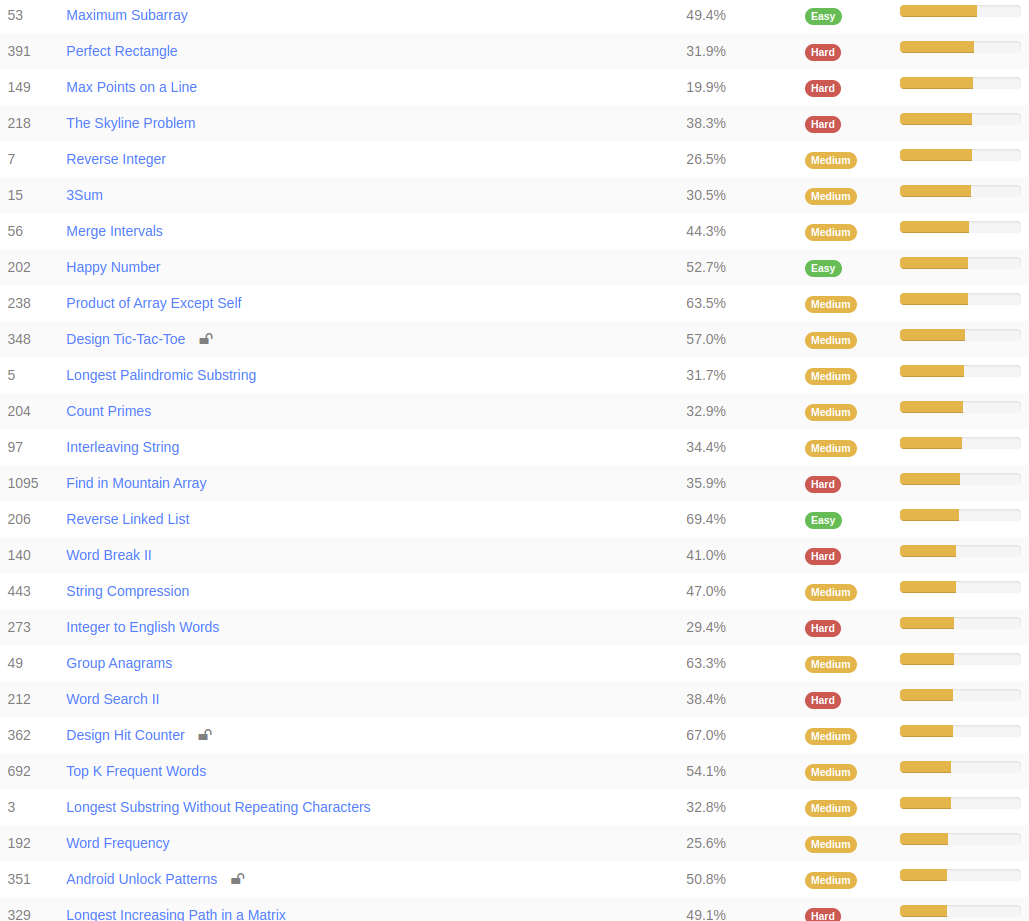 53 Maximum Subarray 49.4% Easy
391 Perfect Rectangle 31.9% Hard
149 Max Points on a Line 19.9% Hard
218 The Skyline Problem 38.3% Hard
7 Reverse Integer 26.5% Medium
15 3Sum 30.5% Medium
56 Merge Intervals 44.3% Medium
202 Happy Number 52.7% Easy
238 Product of Array Except Self 63.5% Medium
348 Design Tic-Tac-Toe 57.0% Medium
5 Longest Palindromic Substring 31.7% Medium
204 Count Primes 32.9% Medium
97 Interleaving String 34.4% Medium
1095 Find in Mountain Array 35.9% Hard
206 Reverse Linked List 69.4% Easy
140 Word Break II 41.0% Hard
443 String Compression 47.0% Medium
273 Integer to English Words 29.4% Hard
49 Group Anagrams 63.3% Medium
212 Word Search II 38.4% Hard
362 Design Hit Counter 67.0% Medium
692 Top K Frequent Words 54.1% Medium
3 Longest Substring Without Repeating Characters 32.8% Medium
192 Word Frequency 25.6% Medium
351 Android Unlock Patterns 50.8% Medium
329 Longest Increasing Path in a Matrix 49.1% Hard